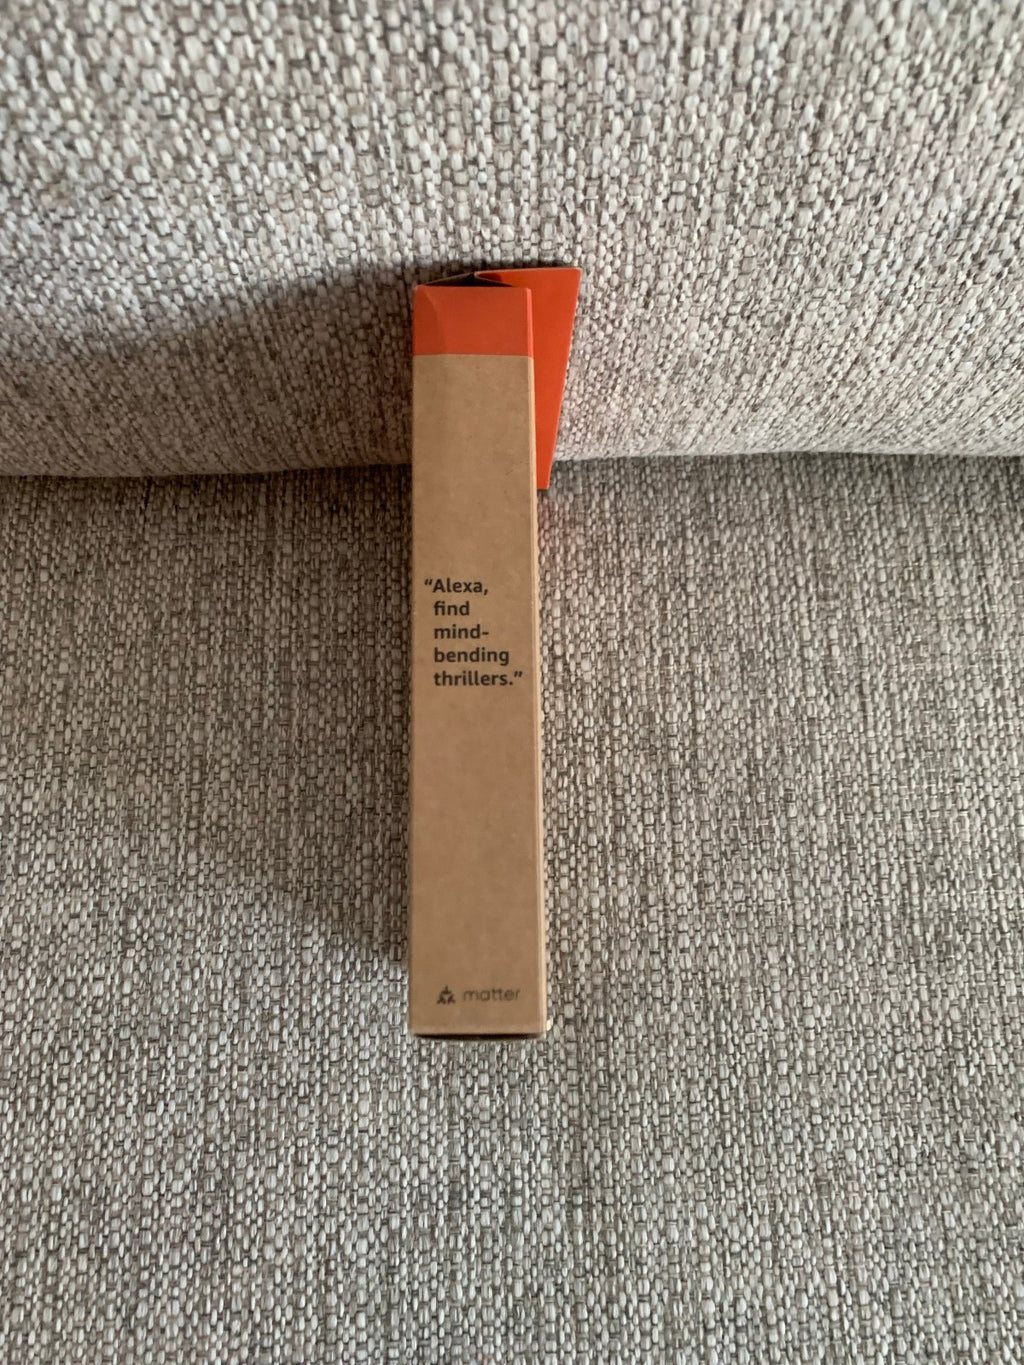 “Alexa,
find
mind-
bending
thrillers.”
matter